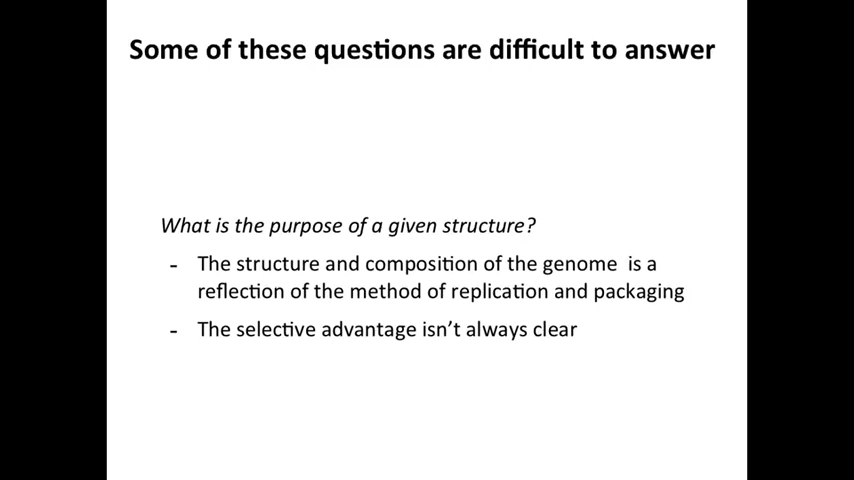 Some of these questions are difficult to answer
What is the purpose of a given structure?
- The structure and composition of the genome is a
reflection of the method of replication and packaging
- The selective advantage isn't always clear